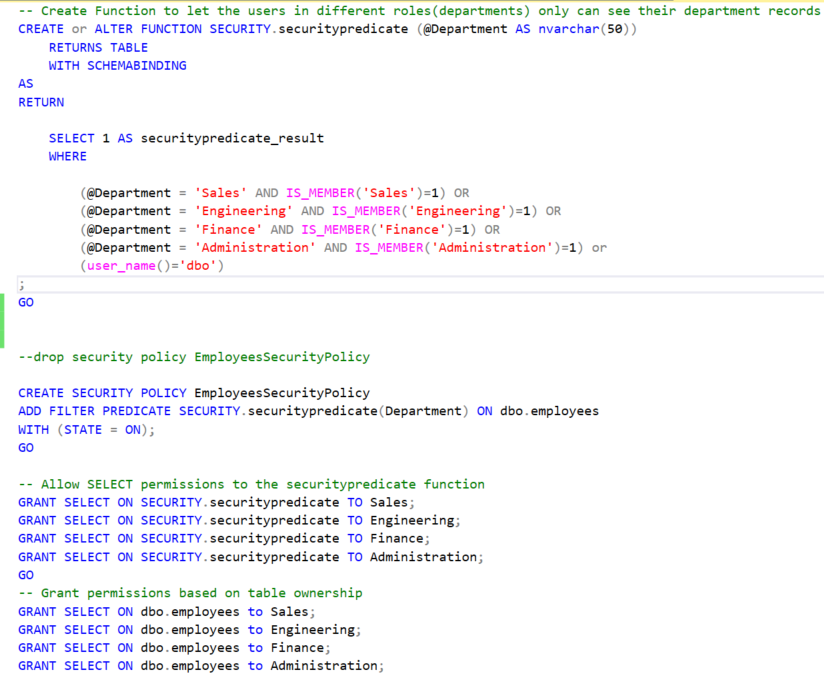 -- Create Function to let the users in different roles(departments) only can see their department records
CREATE or ALTER FUNCTION SECURITY.securitypredicate (@Department AS nvarchar(50))
RETURNS TABLE
WITH SCHEMABINDING
AS
RETURN
SELECT 1 AS securitypredicate_result
WHERE
(@Department = 'Sales' AND IS_MEMBER('Sales')=1) OR
(@Department = 'Engineering' AND IS_MEMBER('Engineering')=1) OR
(@Department = 'Finance' AND IS_MEMBER('Finance')=1) OR
(@Department = 'Administration' AND IS_MEMBER('Administration')=1) or
(user_name()='dbo')
;
GO
--drop security policy EmployeesSecurityPolicy
CREATE SECURITY POLICY EmployeesSecurityPolicy
ADD FILTER PREDICATE SECURITY.securitypredicate(Department) ON dbo.employees
WITH (STATE = ON);
GO
-- Allow SELECT permissions to the securitypredicate function
GRANT SELECT ON SECURITY.securitypredicate TO Sales;
GRANT SELECT ON SECURITY.securitypredicate TO Engineering;
GRANT SELECT ON SECURITY.securitypredicate TO Finance;
GRANT SELECT ON SECURITY.securitypredicate TO Administration;
GO
-- Grant permissions based on table ownership
GRANT SELECT ON dbo.employees to Sales;
GRANT SELECT ON dbo.employees to Engineering;
GRANT SELECT ON dbo.employees to Finance;
GRANT SELECT ON dbo.employees to Administration;